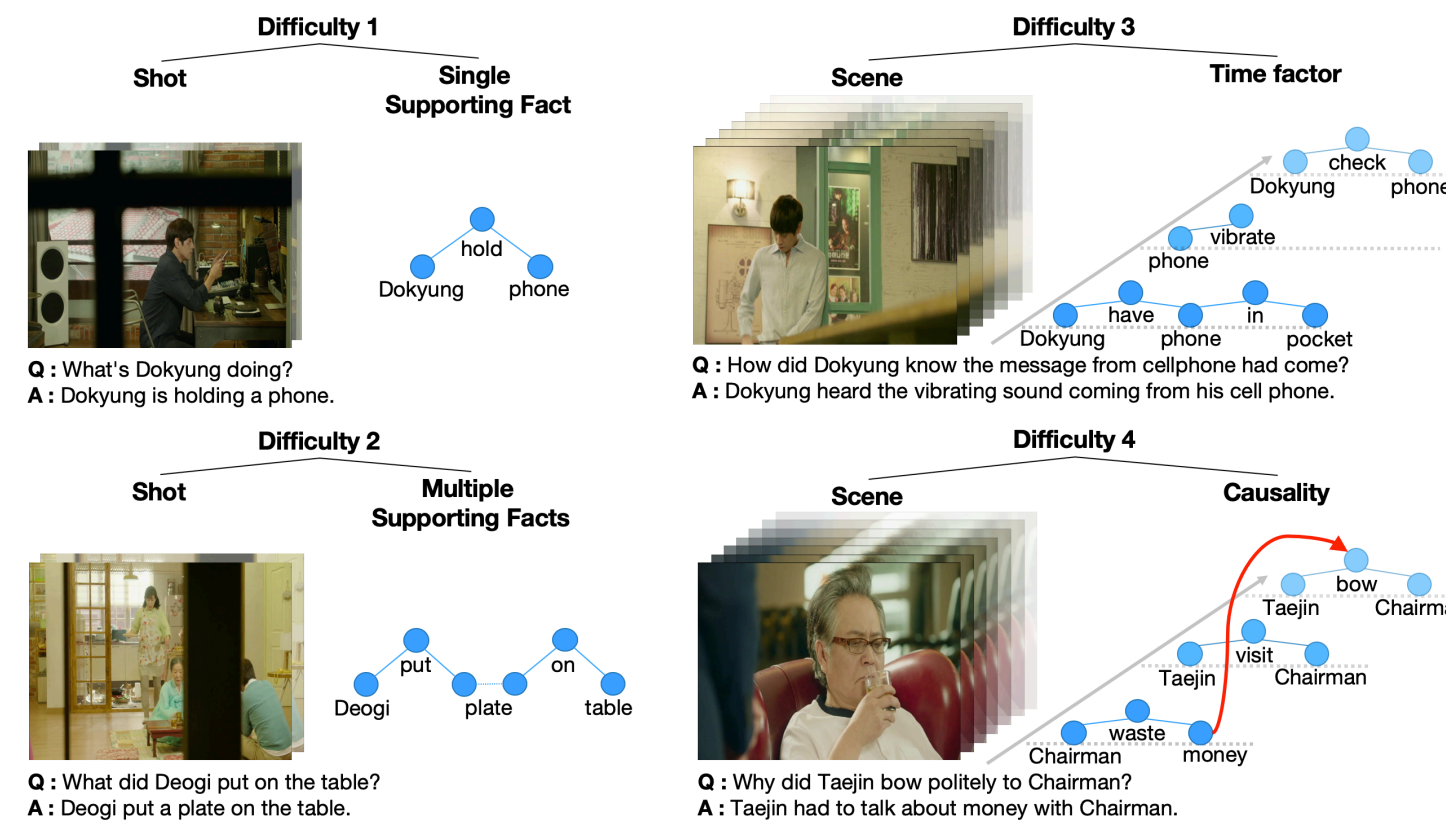 Difficulty 1
Shot
Single
Supporting Fact
hold
Dokyung
phone
Q : What's Dokyung doing?
A : Dokyung is holding a phone.
Difficulty 3
Scene
Time factor
check
Dokyung
phone
vibrate
phone
have
in
Dokyung
phone
pocket
Q : How did Dokyung know the message from cellphone had come?
A : Dokyung heard the vibrating sound coming from his cell phone.
Difficulty 2
Shot
Multiple
Supporting Facts
put
on
Deogi
plate
table
Q : What did Deogi put on the table?
A : Deogi put a plate on the table.
Difficulty 4
Scene
Causality
bow
Taejin
Chairma
visit
Taejin
Chairman
waste
Chairman
money
Q : Why did Taejin bow politely to Chairman?
A : Taejin had to talk about money with Chairman.